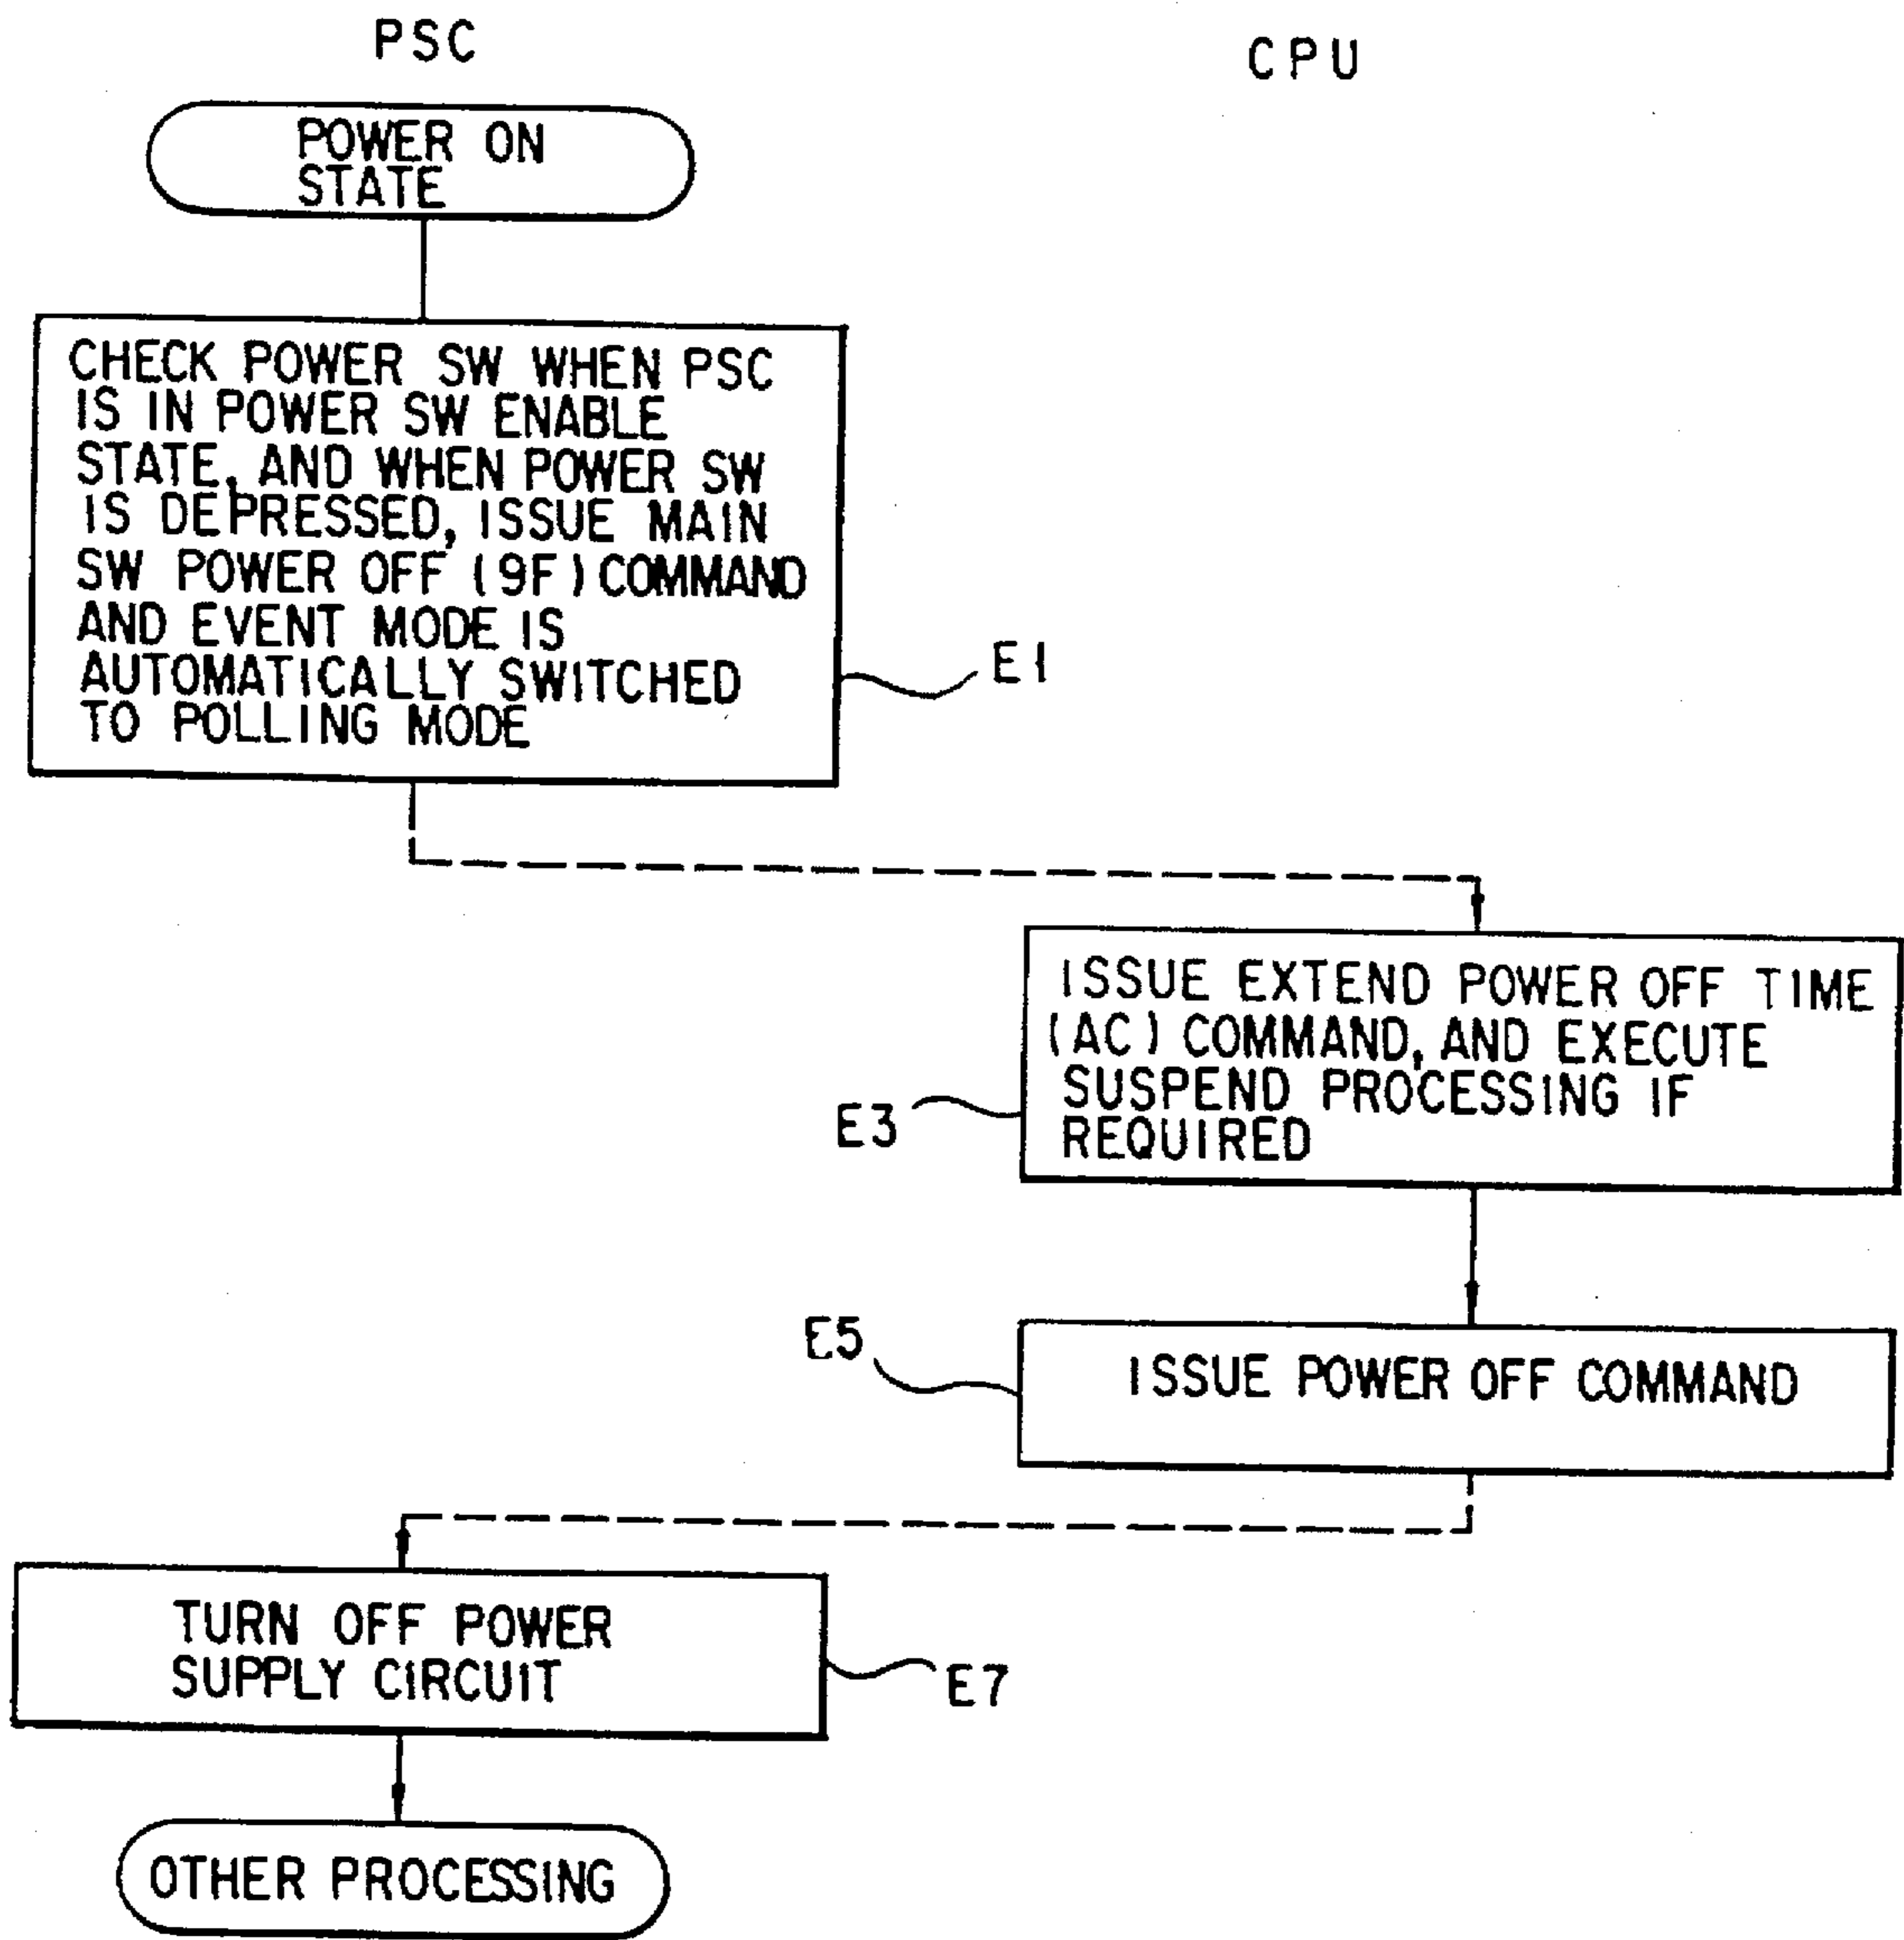 PSC
CPU
POWER ON
STATE
CHECK POWER SW WHEN PSC
IS IN POWER SW ENABLE
STATE, AND WHEN POWER SW
IS DEPRESSED, ISSUE MAIN
SW POWER OFF (9F) COMMAND
AND EVENT MODE IS
AUTOMATICALLY SWITCHED
TO POLLING MODE
E1
ISSUE EXTEND POWER OFF TIME
(AC) COMMAND, AND EXECUTE
SUSPEND PROCESSING IF
REQUIRED
E3
E5
ISSUE POWER OFF COMMAND
TURN OFF POWER
SUPPLY CIRCUIT
E7
OTHER PROCESSING